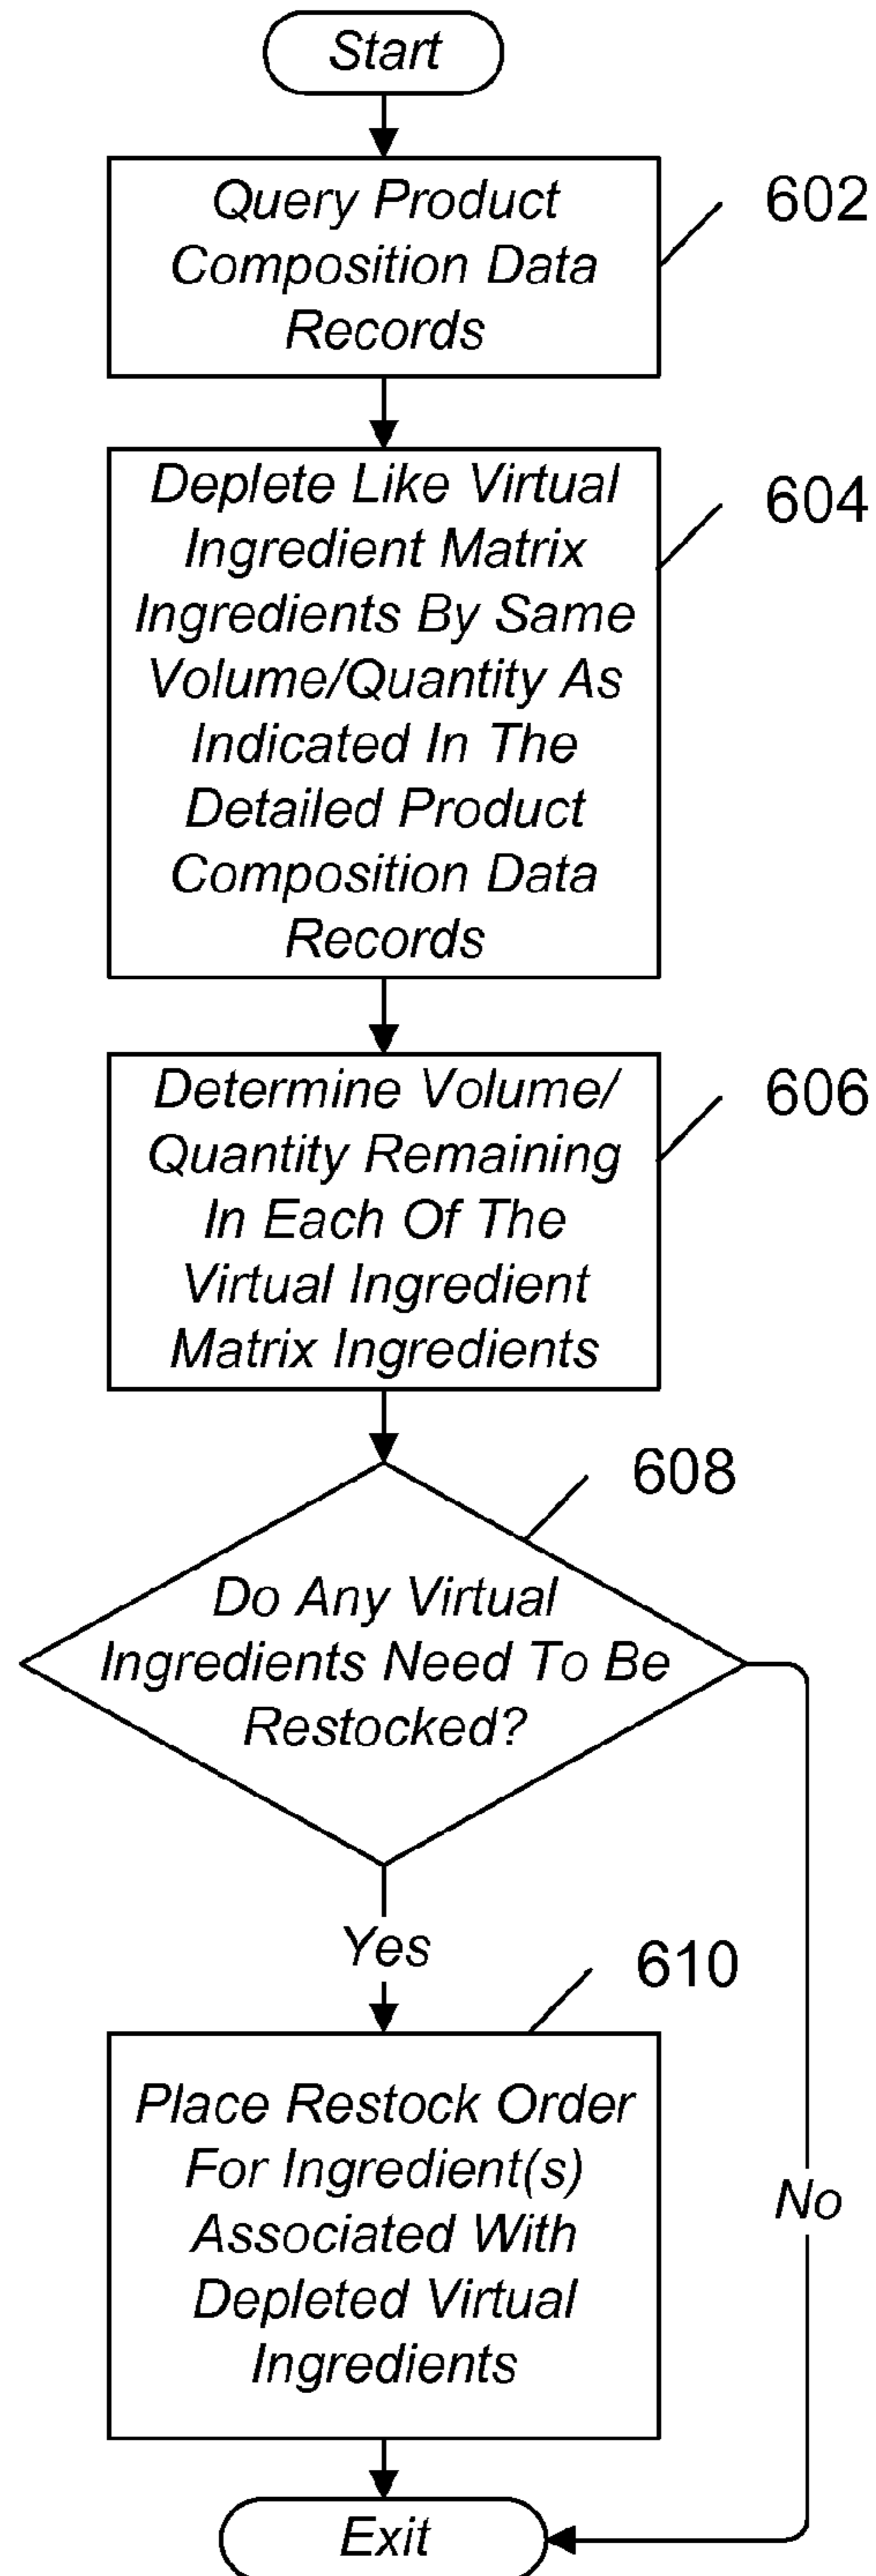 Start
Query Product
Composition Data
Records
602
Deplete Like Virtual
Ingredient Matrix
Ingredients By Same
Volume/Quantity As
Indicated In The
Detailed Product
Composition Data
Records
604
Determine Volume/
Quantity Remaining
In Each Of The
Virtual Ingredient
Matrix Ingredients
606
608
Do Any Virtual
Ingredients Need To Be
Restocked?
Yes
610
Place Restock Order
For Ingredient(s)
Associated With
Depleted Virtual
Ingredients
No
Exit